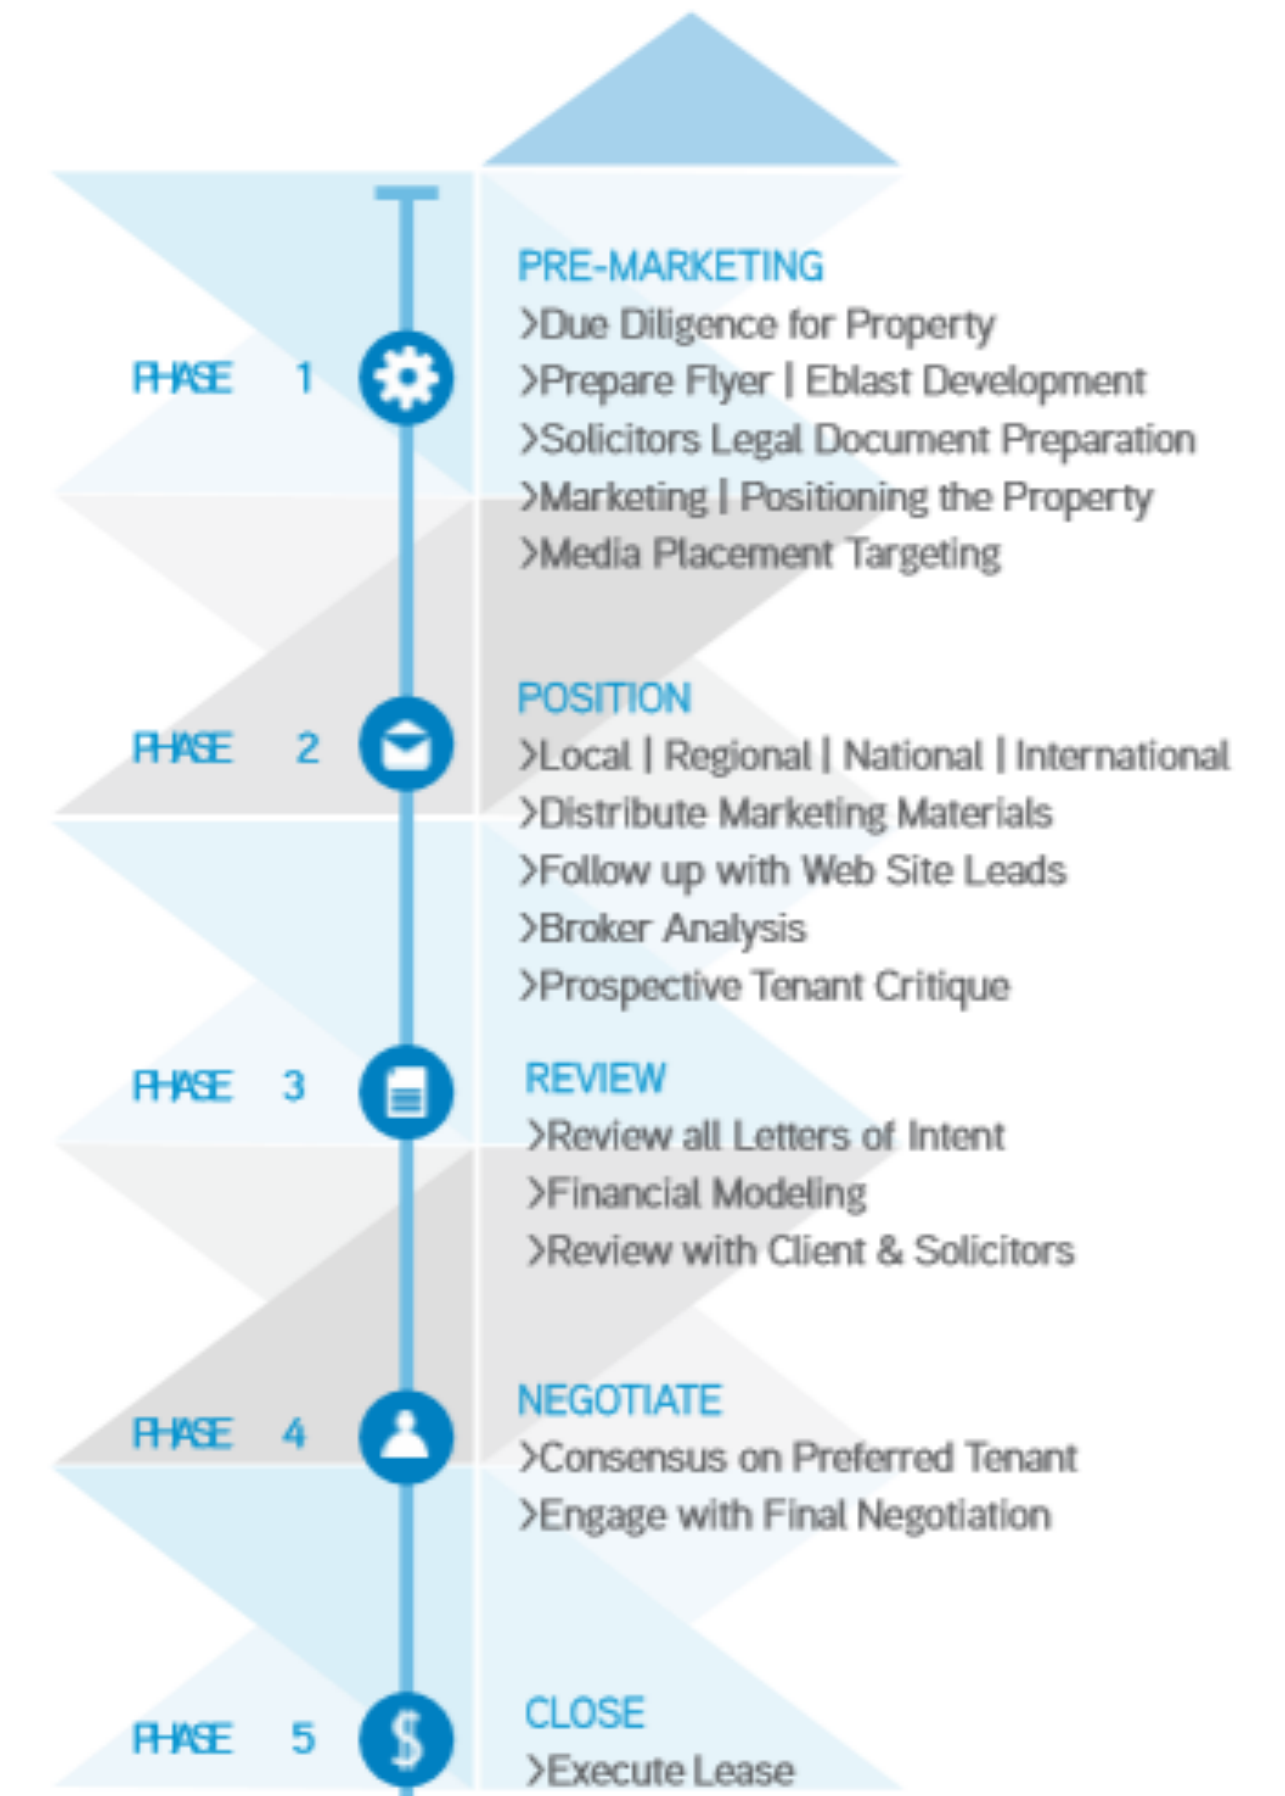 PRE-MARKETING
>Due Diligence for Property
PHASE 1
>Prepare Flyer | Eblast Development
>Solicitors Legal Document Preparation
>Marketing | Positioning the Property
>Media Placement Targeting
POSITION
PHASE 2
>Local | Regional | National | International
>Distribute Marketing Materials
>Follow up with Web Site Leads
>Broker Analysis
>Prospective Tenant Critique
PHASE 3
REVIEW
>Review all Letters of Intent
>Financial Modeling
>Review with Client & Solicitors
NEGOTIATE
PHASE 4
>Consensus on Preferred Tenant
>Engage with Final Negotiation
CLOSE
PHASE 5
$
>Execute Lease